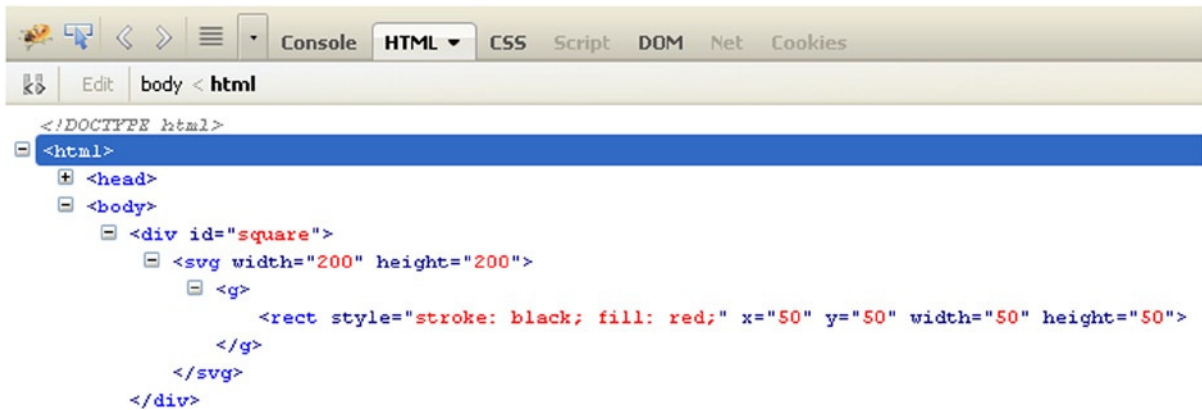 Console HTML CSS Script DOM Net Cookies
Edit body < html
<!DOCTYPE html>
<html>
<head>
<body>
<div id="square">
<svg width="200" height="200">
<g>
<rect style="stroke: black; fill: red;" x="50" y="50" width="50" height="50">
</g>
</svg>
</div>